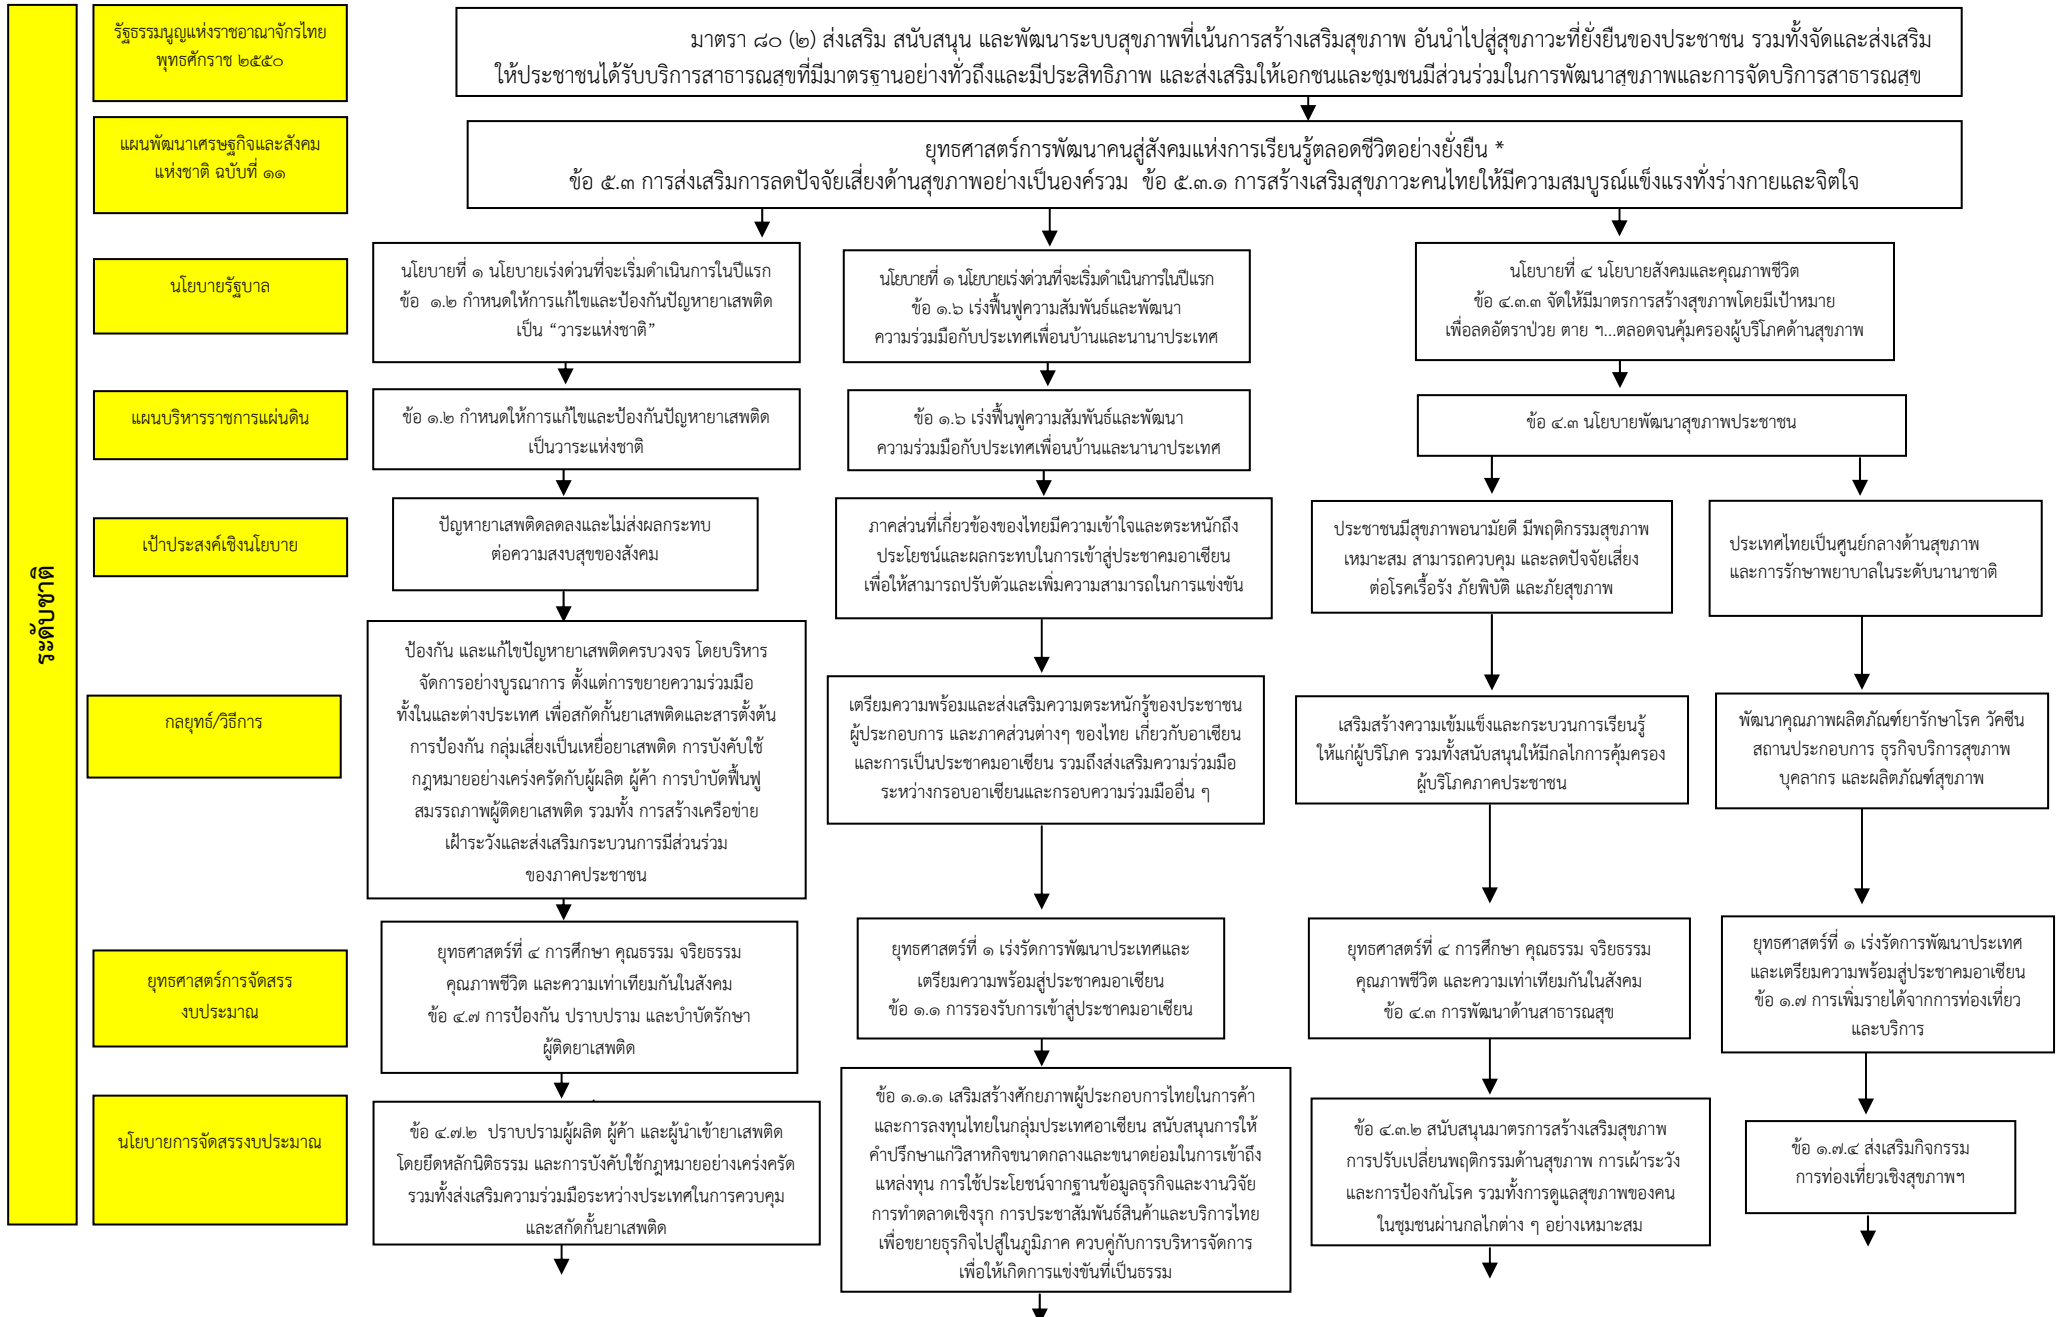 ระดับชาติ
รัฐธรรมนูญแห่งราชอาณาจักรไทย
พุทธศักราช ๒๕๕๐
มาตรา ๘๐ (๒) ส่งเสริม สนับสนุน และพัฒนาระบบสุขภาพที่เน้นการสร้างเสริมสุขภาพ อันนำไปสู่สุขภาวะที่ยั่งยืนของประชาชน รวมทั้งจัดและส่งเสริม
ให้ประชาชนได้รับบริการสาธารณสุขที่มีมาตรฐานอย่างทั่วถึงและมีประสิทธิภาพ และส่งเสริมให้เอกชนและชุมชนมีส่วนร่วมในการพัฒนาสุขภาพและการจัดบริการสาธารณสุข
แผนพัฒนาเศรษฐกิจและสังคม
แห่งชาติ ฉบับที่ ๑๑
ยุทธศาสตร์การพัฒนาคนสู่สังคมแห่งการเรียนรู้ตลอดชีวิตอย่างยั่งยืน *
ข้อ ๕.๓ การส่งเสริมการลดปัจจัยเสี่ยงด้านสุขภาพอย่างเป็นองค์รวม ข้อ ๕.๓.๑ การสร้างเสริมสุขภาวะคนไทยให้มีความสมบูรณ์แข็งแรงทั้งร่างกายและจิตใจ
นโยบายรัฐบาล
นโยบายที่ ๑ นโยบายเร่งด่วนที่จะเริ่มดำเนินการในปีแรก
ข้อ ๑.๒ กำหนดให้การแก้ไขและป้องกันปัญหายาเสพติด
เป็น “วาระแห่งชาติ”
นโยบายที่ ๑ นโยบายเร่งด่วนที่จะเริ่มดำเนินการในปีแรก
ข้อ ๑.๖ เร่งฟื้นฟูความสัมพันธ์และพัฒนา
ความร่วมมือกับประเทศเพื่อนบ้านและนานาประเทศ
นโยบายที่ ๔ นโยบายสังคมและคุณภาพชีวิต
ข้อ ๔.๓.๓ จัดให้มีมาตรการสร้างสุขภาพโดยมีเป้าหมาย
เพื่อลดอัตราป่วย ตาย ฯ...ตลอดจนคุ้มครองผู้บริโภคด้านสุขภาพ
แผนบริหารราชการแผ่นดิน
ข้อ ๑.๒ กำหนดให้การแก้ไขและป้องกันปัญหายาเสพติด
เป็นวาระแห่งชาติ
ข้อ ๑.๖ เร่งฟื้นฟูความสัมพันธ์และพัฒนา
ความร่วมมือกับประเทศเพื่อนบ้านและนานาประเทศ
ข้อ ๔.๓ นโยบายพัฒนาสุขภาพประชาชน
เป้าประสงค์เชิงนโยบาย
ปัญหายาเสพติดลดลงและไม่ส่งผลกระทบ
ต่อความสงบสุขของสังคม
ภาคส่วนที่เกี่ยวข้องของไทยมีความเข้าใจและตระหนักถึง
ประโยชน์และผลกระทบในการเข้าสู่ประชาคมอาเซียน
เพื่อให้สามารถปรับตัวและเพิ่มความสามารถในการแข่งขัน
ประชาชนมีสุขภาพอนามัยดี มีพฤติกรรมสุขภาพ
เหมาะสม สามารถควบคุม และลดปัจจัยเสี่ยง
ต่อโรคเรื้อรัง ภัยพิบัติ และภัยสุขภาพ
ประเทศไทยเป็นศูนย์กลางด้านสุขภาพ
และการรักษาพยาบาลในระดับนานาชาติ
กลยุทธ์/วิธีการ
ป้องกัน และแก้ไขปัญหายาเสพติดครบวงจร โดยบริหาร
จัดการอย่างบูรณาการ ตั้งแต่การขยายความร่วมมือ
ทั้งในและต่างประเทศ เพื่อสกัดกั้นยาเสพติดและสารตั้งต้น
การป้องกัน กลุ่มเสี่ยงเป็นเหยื่อยาเสพติด การบังคับใช้
กฎหมายอย่างเคร่งครัดกับผู้ผลิต ผู้ค้า การบำบัดฟื้นฟู
สมรรถภาพผู้ติดยาเสพติด รวมทั้ง การสร้างเครือข่าย
เฝ้าระวังและส่งเสริมกระบวนการมีส่วนร่วม
ของภาคประชาชน
เตรียมความพร้อมและส่งเสริมความตระหนักรู้ของประชาชน
ผู้ประกอบการ และภาคส่วนต่างๆ ของไทย เกี่ยวกับอาเซียน
และการเป็นประชาคมอาเซียน รวมถึงส่งเสริมความร่วมมือ
ระหว่างกรอบอาเซียนและกรอบความร่วมมืออื่น ๆ
เสริมสร้างความเข้มแข็งและกระบวนการเรียนรู้
ให้แก่ผู้บริโภค รวมทั้งสนับสนุนให้มีกลไกการคุ้มครอง
ผู้บริโภคภาคประชาชน
พัฒนาคุณภาพผลิตภัณฑ์ยารักษาโรค วัคซีน
สถานประกอบการ ธุรกิจบริการสุขภาพ
บุคลากร และผลิตภัณฑ์สุขภาพ
ยุทธศาสตร์การจัดสรร
งบประมาณ
ยุทธศาสตร์ที่ ๔ การศึกษา คุณธรรม จริยธรรม
คุณภาพชีวิต และความเท่าเทียมกันในสังคม
ข้อ ๔.๗ การป้องกัน ปราบปราม และบำบัดรักษา
ผู้ติดยาเสพติด
ยุทธศาสตร์ที่ ๑ เร่งรัดการพัฒนาประเทศและ
เตรียมความพร้อมสู่ประชาคมอาเซียน
ข้อ ๑.๑ การรองรับการเข้าสู่ประชาคมอาเซียน
ยุทธศาสตร์ที่ ๔ การศึกษา คุณธรรม จริยธรรม
คุณภาพชีวิต และความเท่าเทียมกันในสังคม
ข้อ ๔.๓ การพัฒนาด้านสาธารณสุข
ยุทธศาสตร์ที่ ๑ เร่งรัดการพัฒนาประเทศ
และเตรียมความพร้อมสู่ประชาคมอาเซียน
ข้อ ๑.๗ การเพิ่มรายได้จากการท่องเที่ยว
และบริการ
นโยบายการจัดสรรงบประมาณ
ข้อ ๔.๗.๒ ปราบปรามผู้ผลิต ผู้ค้า และผู้นำเข้ายาเสพติด
โดยยึดหลักนิติธรรม และการบังคับใช้กฎหมายอย่างเคร่งครัด
รวมทั้งส่งเสริมความร่วมมือระหว่างประเทศในการควบคุม
และสกัดกั้นยาเสพติด
ข้อ ๑.๑.๑ เสริมสร้างศักยภาพผู้ประกอบการไทยในการค้า
และการลงทุนไทยในกลุ่มประเทศอาเซียน สนับสนุนการให้
คำปรึกษาแก่วิสาหกิจขนาดกลางและขนาดย่อมในการเข้าถึง
แหล่งทุน การใช้ประโยชน์จากฐานข้อมูลธุรกิจและงานวิจัย
การทำตลาดเชิงรุก การประชาสัมพันธ์สินค้าและบริการไทย
เพื่อขยายธุรกิจไปสู่ในภูมิภาค ควบคู่กับการบริหารจัดการ
เพื่อให้เกิดการแข่งขันที่เป็นธรรม
ข้อ ๔.๓.๒ สนับสนุนมาตรการสร้างเสริมสุขภาพ
การปรับเปลี่ยนพฤติกรรมด้านสุขภาพ การเฝ้าระวัง
และการป้องกันโรค รวมทั้งการดูแลสุขภาพของคน
ในชุมชนผ่านกลไกต่าง ๆ อย่างเหมาะสม
ข้อ ๑.๗.๔ ส่งเสริมกิจกรรม
การท่องเที่ยวเชิงสุขภาพฯ